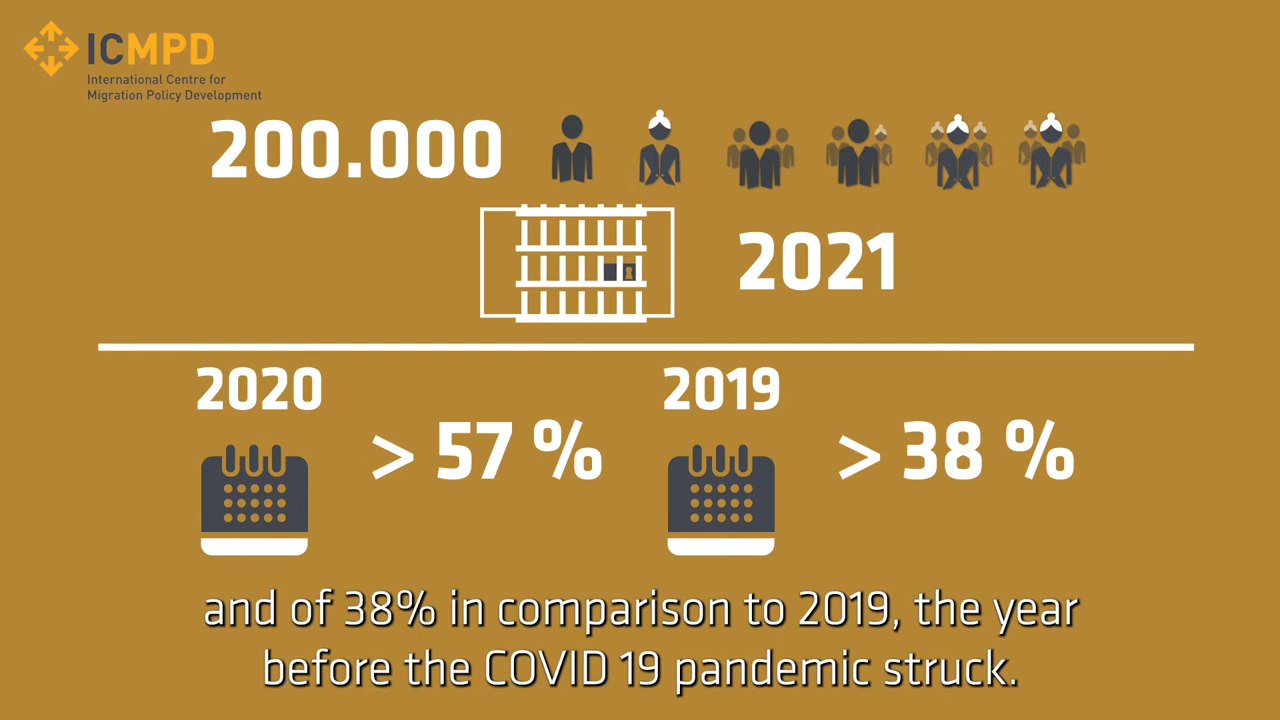 ICMPD
International Centre for
Migration Policy Development
200.000
2021
2020
> 57 %
2019
> 38 %
and of 38% in comparison to 2019, the year
before the COVID 19 pandemic struck.